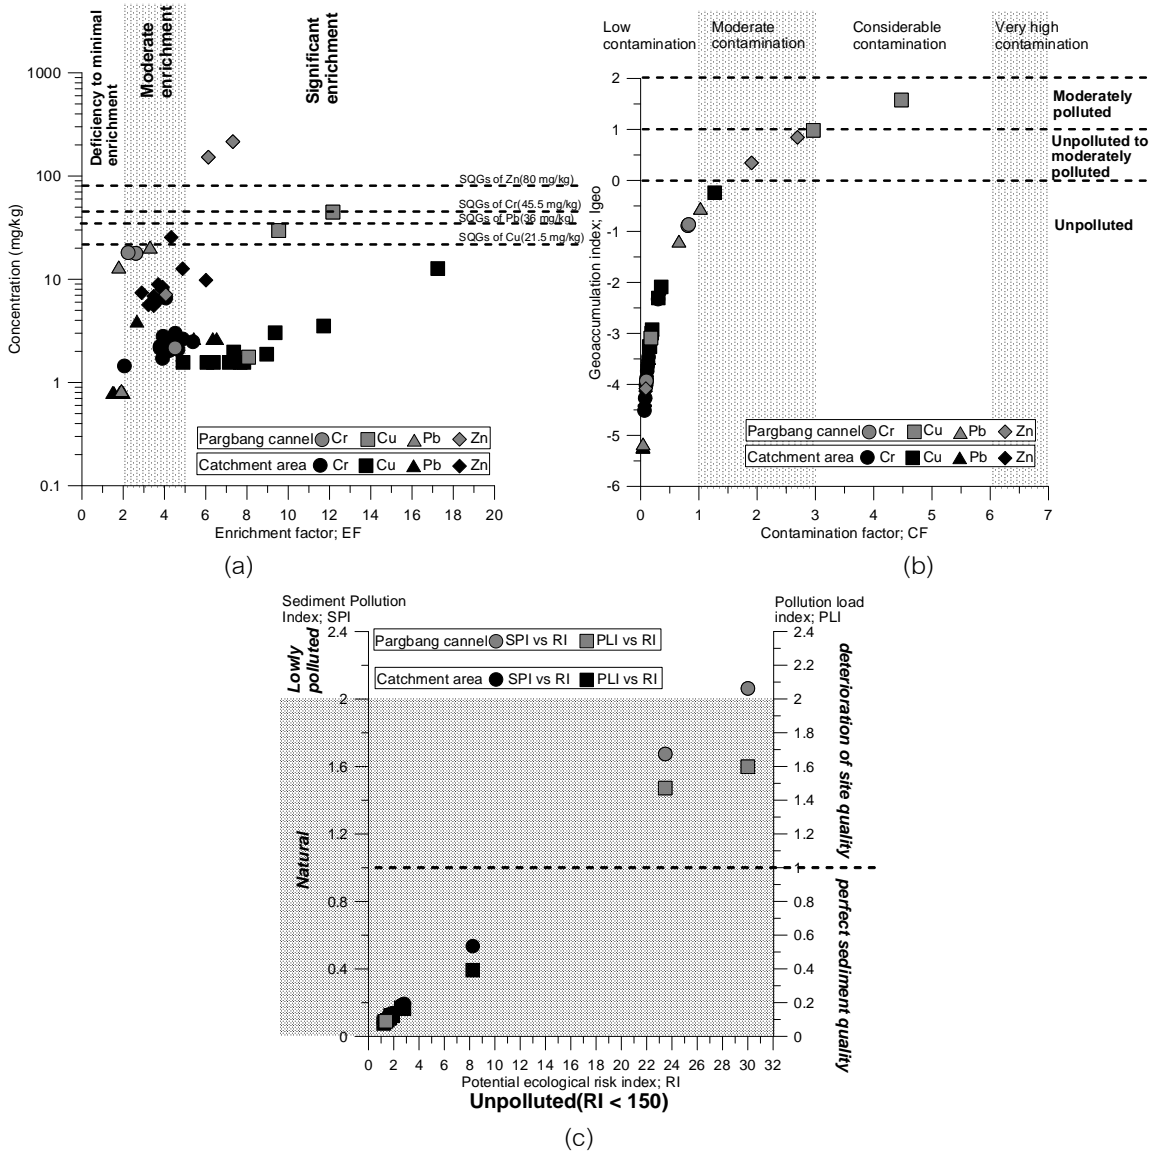 Deficiency to minimal
enrichment
Moderate
enrichment
Significant
enrichment
Concentration (mg/kg)
1000
100
10
1
0.1
SQGs of Zn(80 mg/kg)
SQGs of Cr(45.5 mg/kg)
SQGs of Pb(36 mg/kg)
SQGs of Cu(21.5 mg/kg)
Pargbang cannel Cr Cu Pb Zn
Catchment area Cr Cu Pb Zn
0 2 4 6 8 10 12 14 16 18 20
Enrichment factor; EF
(a)
Low
contamination
Moderate
contamination
Considerable
contamination
Very high
contamination
Geoaccumulation index; Igeo
2
1
0
-1
-2
-3
-4
-5
-6
Moderately
polluted
Unpolluted to
moderately
polluted
Unpolluted
Pargbang cannel Cr Cu Pb Zn
Catchment area Cr Cu Pb Zn
0 1 2 3 4 5 6 7
Contamination factor; CF
(b)
Sediment Pollution
Index; SPI
Pollution load
index; PLI
Lowly
polluted
Natural
2.4
2
1.6
1.2
0.8
0.4
0
Pargbang cannel SPI vs RI PLI vs RI
Catchment area SPI vs RI PLI vs RI
2.4
2.2
2
1.8
1.6
1.4
1.2
1
0.8
0.6
0.4
0.2
0
deterioration of site quality
perfect sediment quality
0 2 4 6 8 10 12 14 16 18 20 22 24 26 28 30 32
Potential ecological risk index; RI
Unpolluted(RI < 150)
(c)